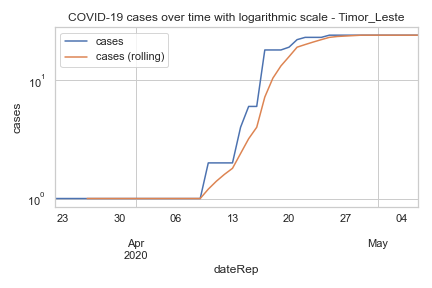 COVID-19 cases over time with logarithmic scale - Timor_Leste
cases
cases (rolling)
10¹
10⁰
cases
23 30 06 13 20 27 04
Apr May
2020
dateRep